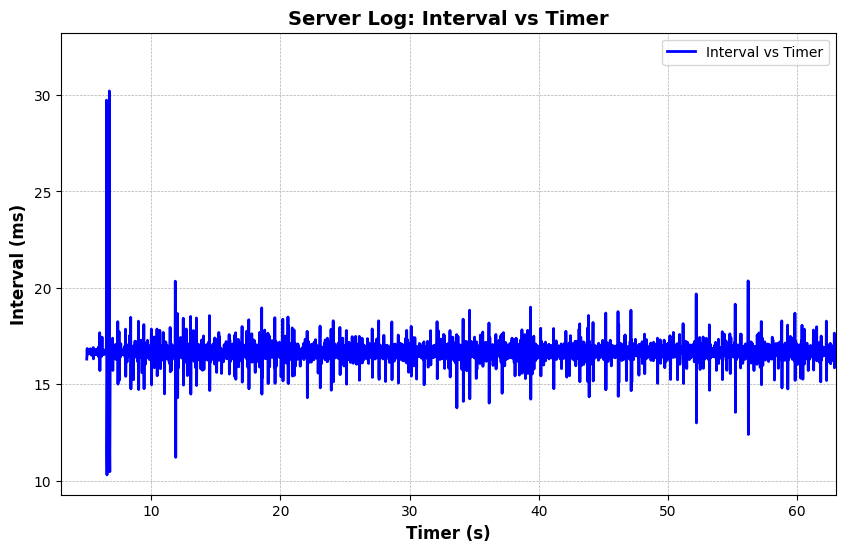 Server Log: Interval vs Timer
Interval vs Timer
30
25
20
15
10
Interval (ms)
10 20 30 40 50 60
Timer (s)